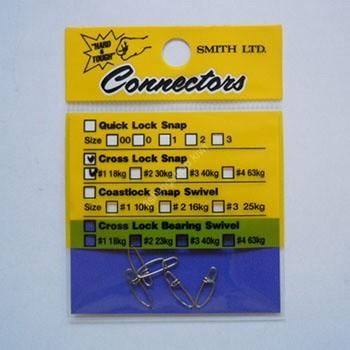 "HARD & TOUGH"
SMITH LTD.
Connectors
Quick Lock Snap
Size 00 0 1 2 3
Cross Lock Snap
#1 18kg #2 30kg #3 40kg #4 63kg
Coastlock Snap Swivel
Size #1 10kg #2 16kg #3 25kg
Cross Lock Bearing Swivel
#1 18kg #2 23kg #3 40kg #4 63kg